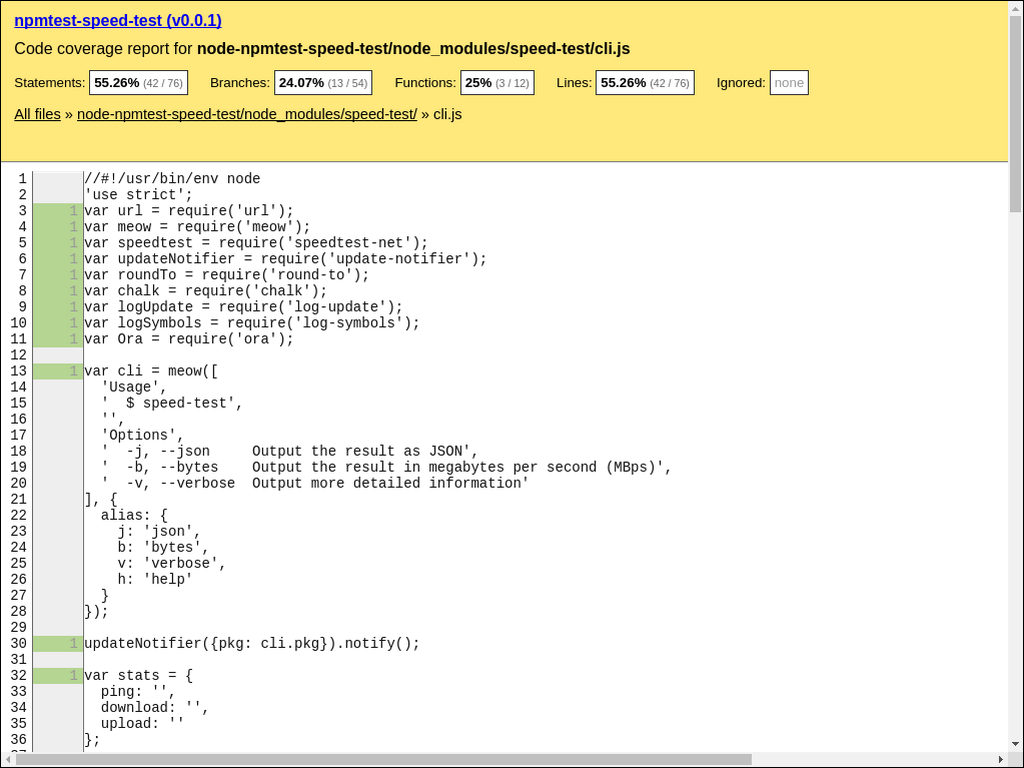 npmtest-speed-test (v0.0.1)
Code coverage report for node-npmtest-speed-test/node_modules/speed-test/cli.js
Statements: 55.26% (42 / 76) Branches: 24.07% (13 / 54) Functions: 25% (3 / 12) Lines: 55.26% (42 / 76) Ignored: none
All files » node-npmtest-speed-test/node_modules/speed-test/ » cli.js
1 //#!/usr/bin/env node
2 'use strict';
3 1 var url = require('url');
4 1 var meow = require('meow');
5 1 var speedtest = require('speedtest-net');
6 1 var updateNotifier = require('update-notifier');
7 1 var roundTo = require('round-to');
8 1 var chalk = require('chalk');
9 1 var logUpdate = require('log-update');
10 1 var logSymbols = require('log-symbols');
11 1 var Ora = require('ora');
12
13 1 var cli = meow([
14   'Usage',
15   '  $ speed-test',
16   '',
17   'Options',
18   '  -j, --json     Output the result as JSON',
19   '  -b, --bytes    Output the result in megabytes per second (MBps)',
20   '  -v, --verbose  Output more detailed information'
21 ], {
22   alias: {
23     j: 'json',
24     b: 'bytes',
25     v: 'verbose',
26     h: 'help'
27   }
28 });
29
30 1 updateNotifier({pkg: cli.pkg}).notify();
31
32 1 var stats = {
33   ping: '',
34   download: '',
35   upload: ''
36 };